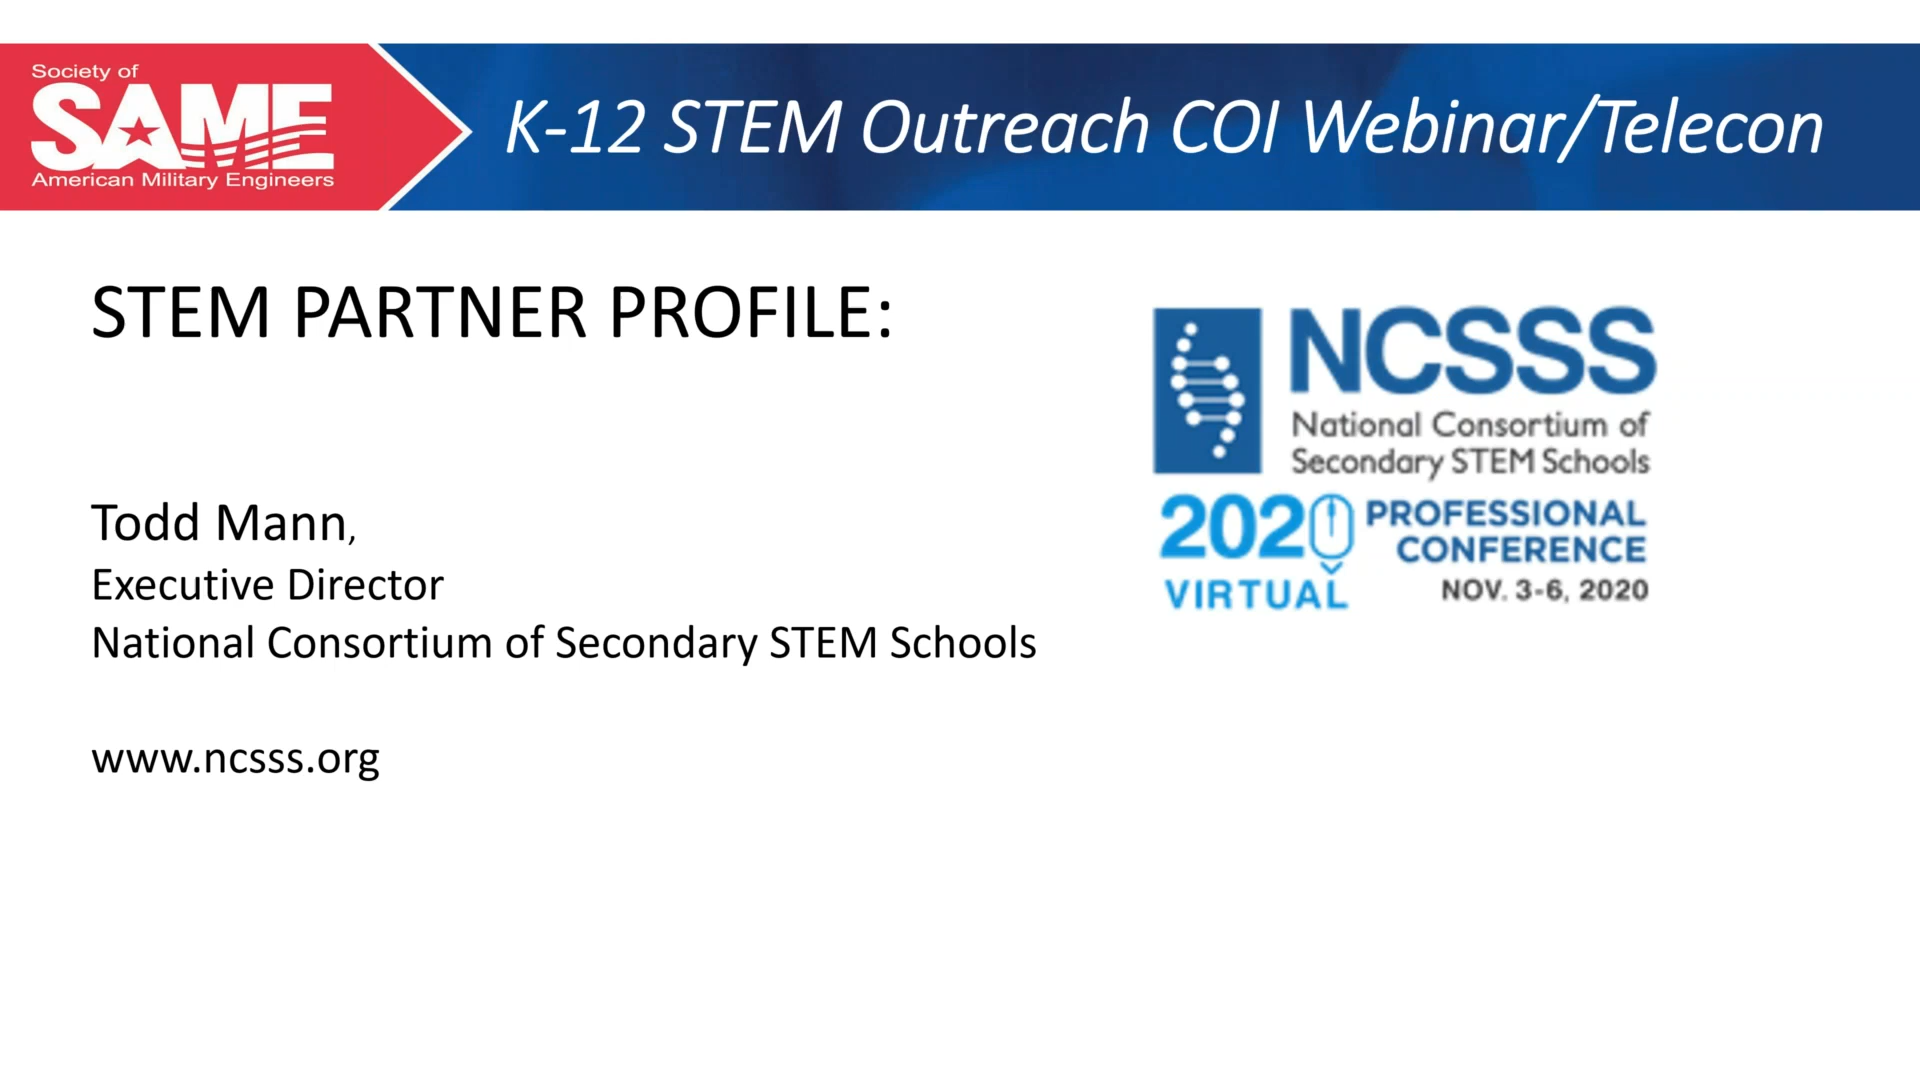 Society of
SAME
American Military Engineers
K-12 STEM Outreach COI Webinar/Telecon
STEM PARTNER PROFILE:
Todd Mann,
Executive Director
National Consortium of Secondary STEM Schools
www.ncsss.org
NCSSS
National Consortium of
Secondary STEM Schools
2020 PROFESSIONAL
CONFERENCE
VIRTUAL NOV. 3-6, 2020